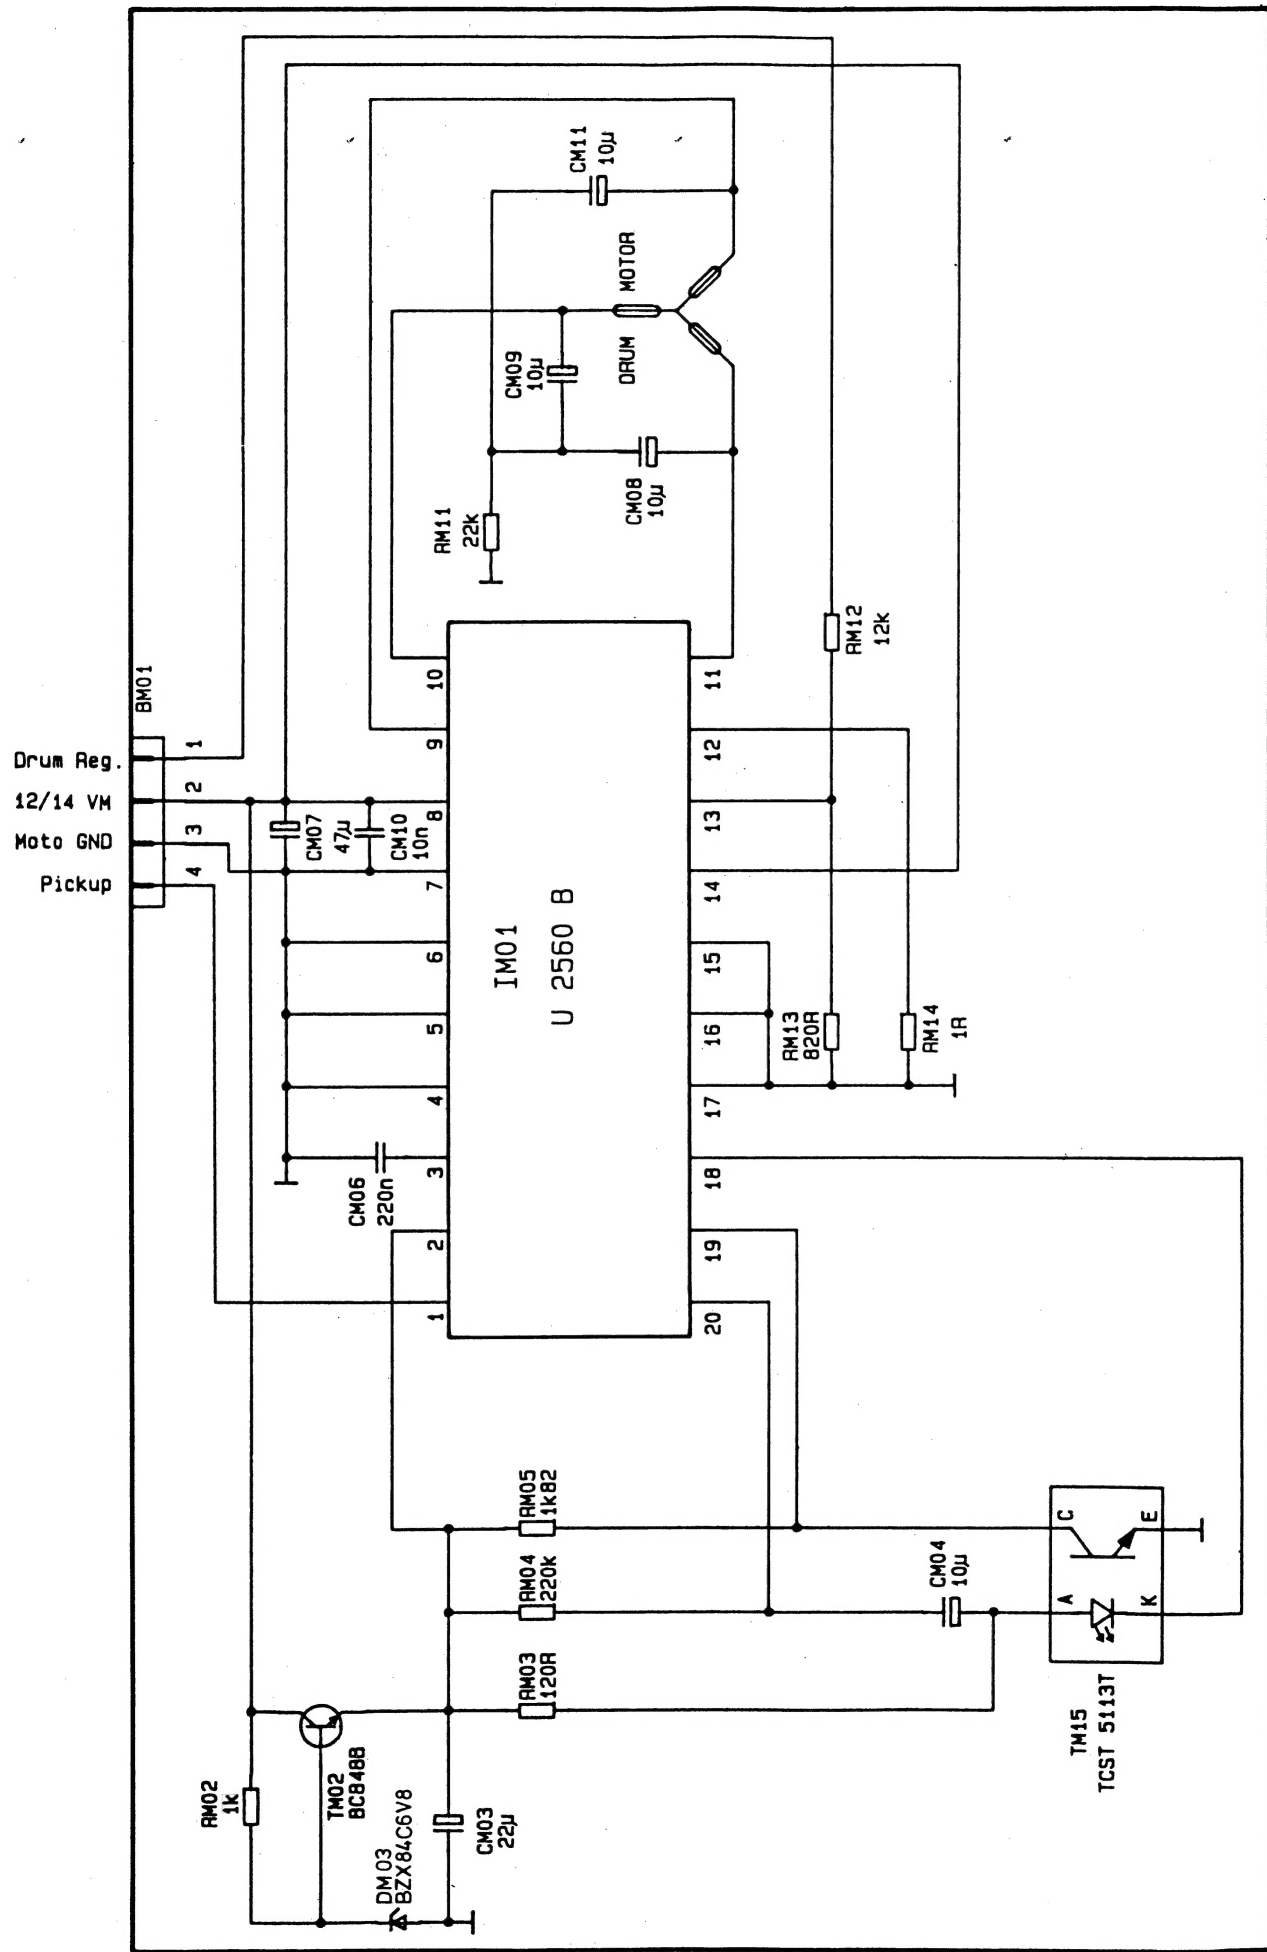 BM01
Drum Reg.
1
12/14 VM
2
Moto GND
3
Pickup
4
CM11
10µ
DRUM MOTOR
CM09
10µ
CM08
10µ
RM11
22k
RM12
12k
CM07
47µ
CM10
10n
10
9
8
7
6
5
4
3
2
1
IM01
U 2560 B
11
12
13
14
15
16
17
18
19
20
RM13
820R
RM14
1R
CM06
220n
RM05
1k82
RM04
220k
RM03
120R
CM04
10µ
C
E
A
K
TM15
TCST 5113T
RM02
1k
TM02
BC848B
DM03
BZX84C6V8
CM03
22µ